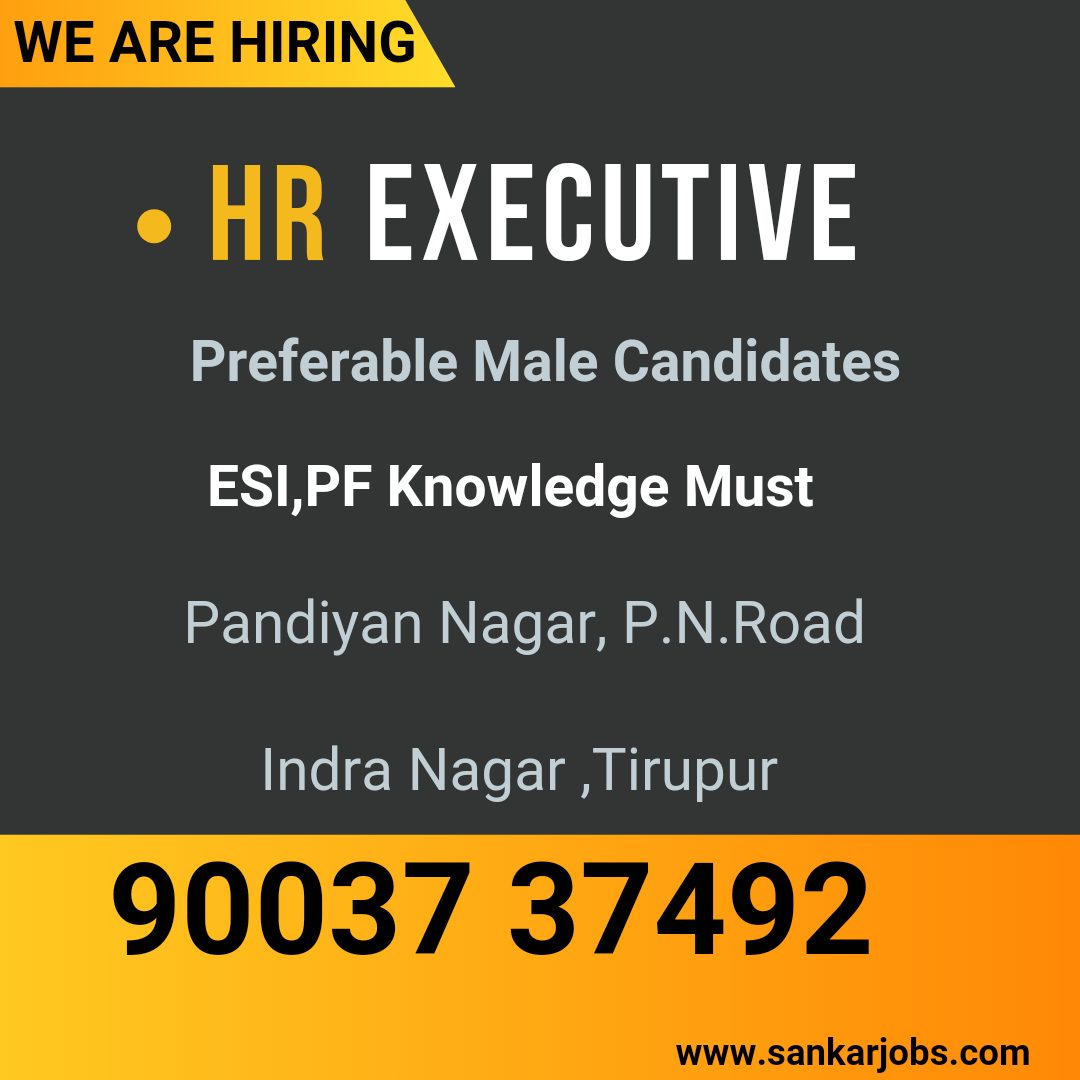 WE ARE HIRING
• HR EXECUTIVE
Preferable Male Candidates
ESI,PF Knowledge Must
Pandiyan Nagar, P.N.Road
Indra Nagar ,Tirupur
90037 37492
www.sankarjobs.com